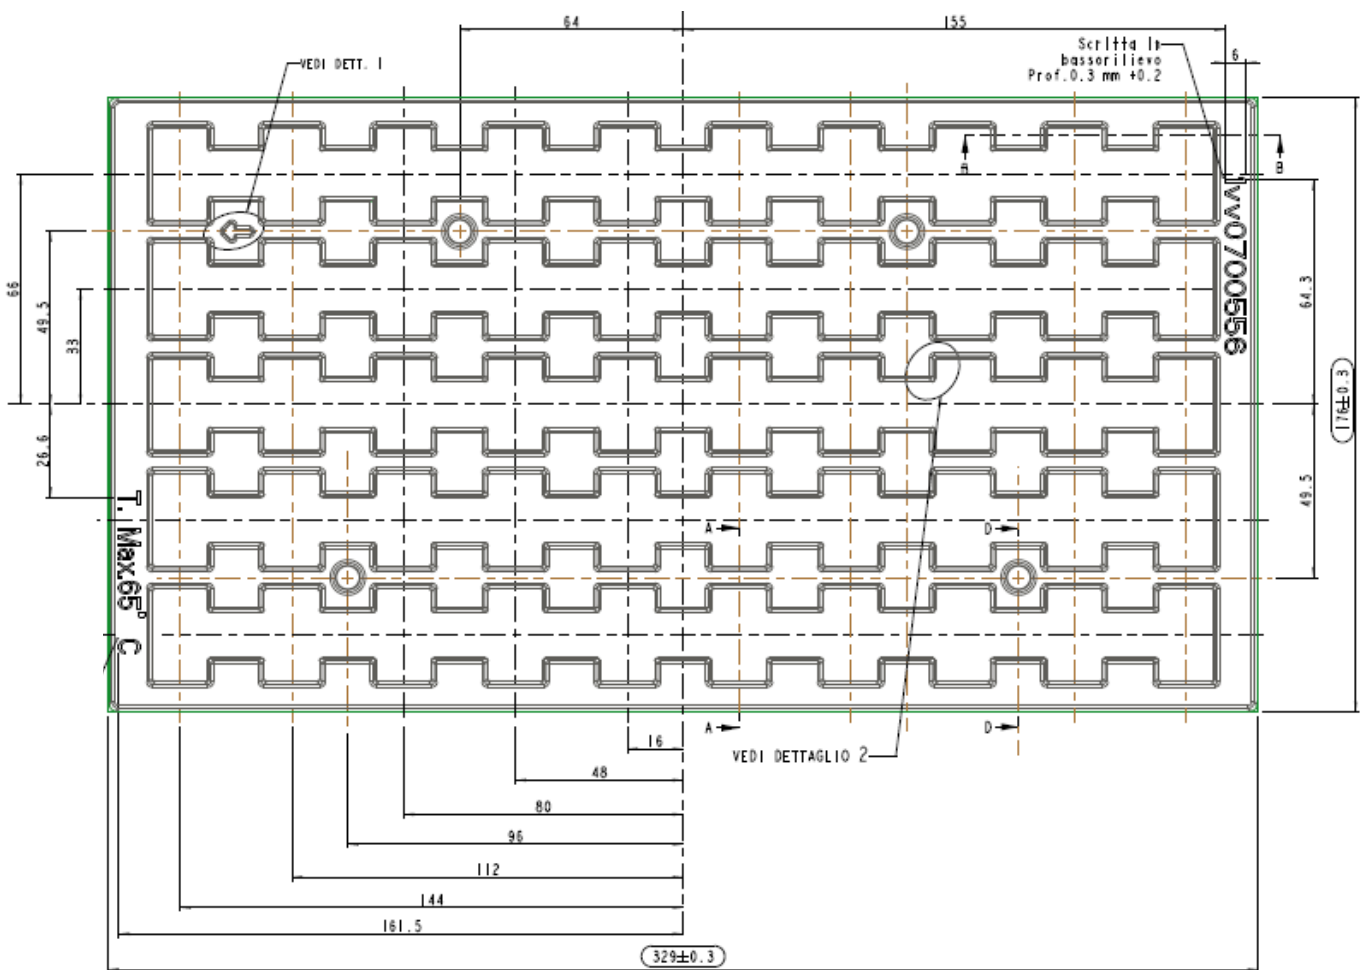 64
155
Scritta in
bassorilievo
Prof.0.3 mm +0.2
6
VEDI DETT. 1
A
B
vv0700556
66
49.5
33
26.6
64.3
176±0.3
49.5
T. Max.65° C
A
D
A
D
VEDI DETTAGLIO 2
16
48
80
96
112
144
161.5
329±0.3